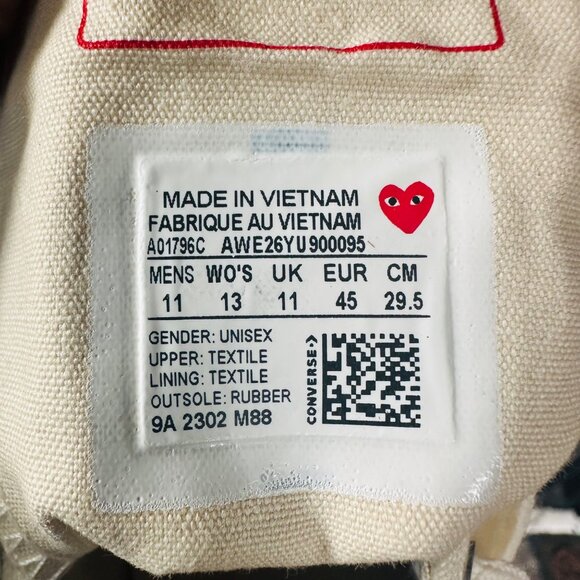 MADE IN VIETNAM
FABRIQUE AU VIETNAM
A01796C AWE26YU900095
MENS WO'S UK EUR CM
11 13 11 45 29.5
GENDER: UNISEX
UPPER: TEXTILE
LINING: TEXTILE
OUTSOLE: RUBBER
9A 2302 M88
CONVERSE